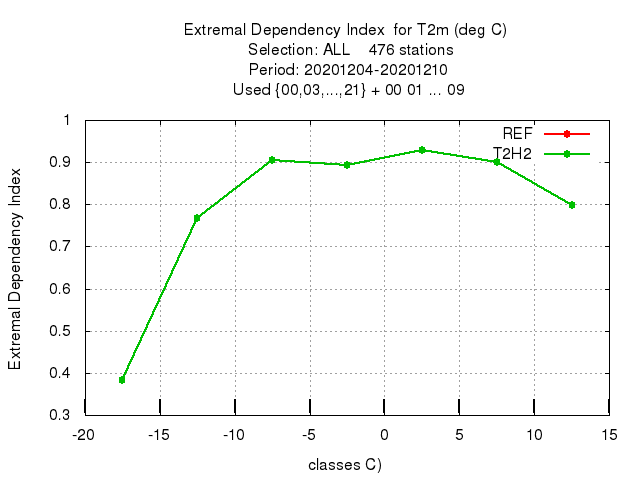 Extremal Dependency Index  for T2m (deg C)
Selection: ALL    476 stations
Period: 20201204-20201210
Used {00,03,...,21} + 00 01 ... 09
REF
T2H2
Extremal Dependency Index
1
0.9
0.8
0.7
0.6
0.5
0.4
0.3
-20 -15 -10 -5 0 5 10 15
classes C)